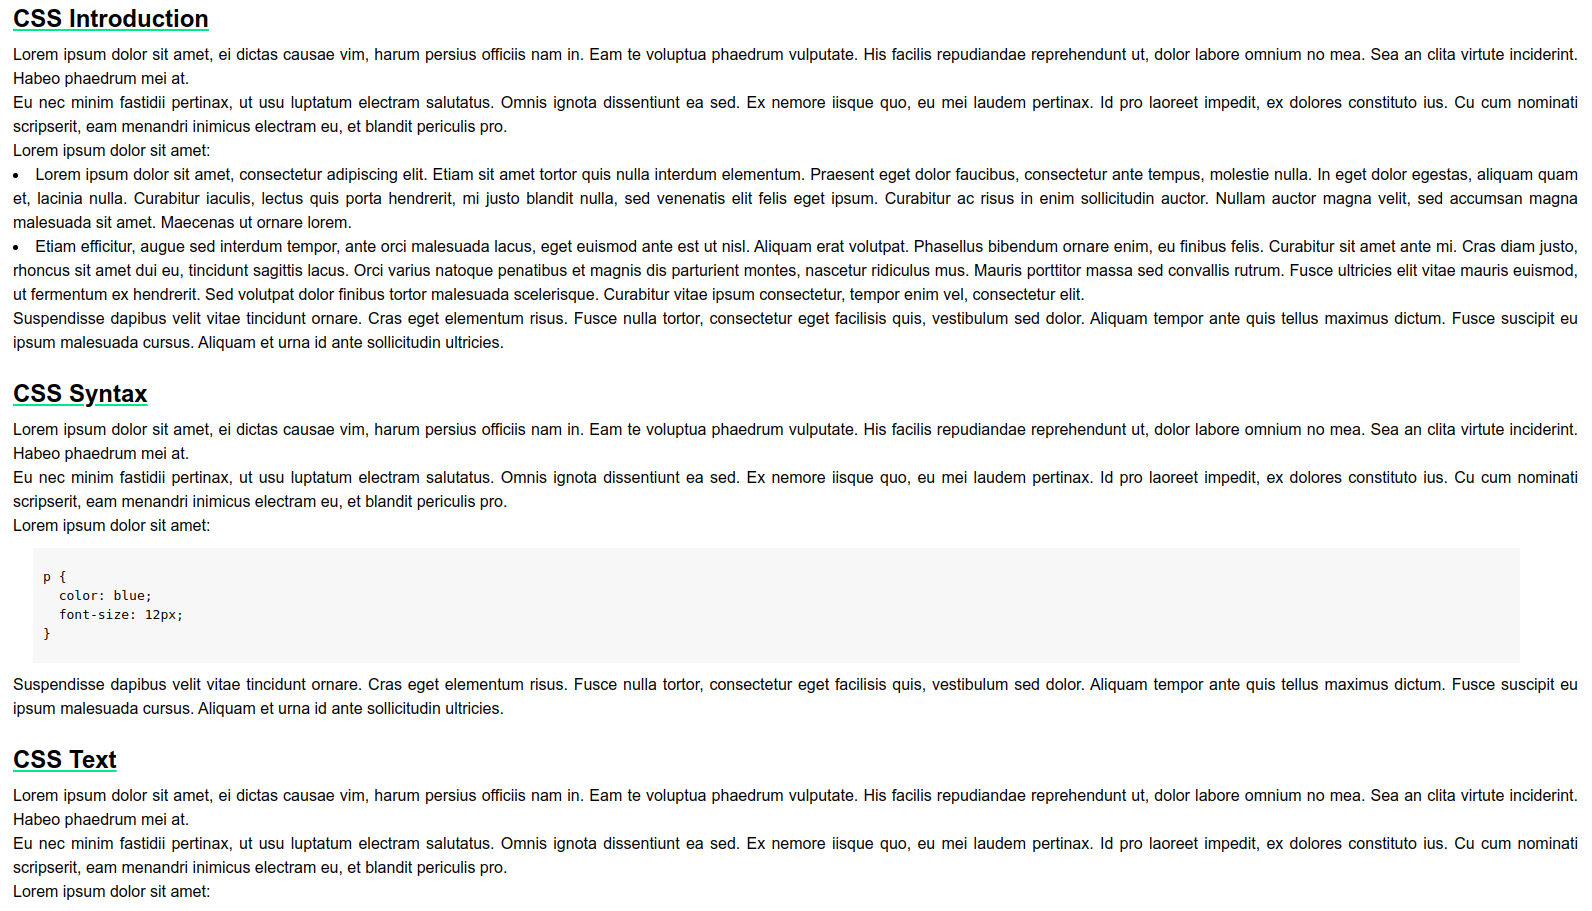 CSS Introduction
Lorem ipsum dolor sit amet, ei dictas causae vim, harum persius officiis nam in. Eam te voluptua phaedrum vulputate. His facilis repudiandae reprehendunt ut, dolor labore omnium no mea. Sea an clita virtute inciderint.
Habeo phaedrum mei at.
Eu nec minim fastidii pertinax, ut usu luptatum electram salutatus. Omnis ignota dissentiunt ea sed. Ex nemore iisque quo, eu mei laudem pertinax. Id pro laoreet impedit, ex dolores constituto ius. Cu cum nominati
scripserit, eam menandri inimicus electram eu, et blandit periculis pro.
Lorem ipsum dolor sit amet:
• Lorem ipsum dolor sit amet, consectetur adipiscing elit. Etiam sit amet tortor quis nulla interdum elementum. Praesent eget dolor faucibus, consectetur ante tempus, molestie nulla. In eget dolor egestas, aliquam quam
et, lacinia nulla. Curabitur iaculis, lectus quis porta hendrerit, mi justo blandit nulla, sed venenatis elit felis eget ipsum. Curabitur ac risus in enim sollicitudin auctor. Nullam auctor magna velit, sed accumsan magna
malesuada sit amet. Maecenas ut ornare lorem.
• Etiam efficitur, augue sed interdum tempor, ante orci malesuada lacus, eget euismod ante est ut nisl. Aliquam erat volutpat. Phasellus bibendum ornare enim, eu finibus felis. Curabitur sit amet ante mi. Cras diam justo,
rhoncus sit amet dui eu, tincidunt sagittis lacus. Orci varius natoque penatibus et magnis dis parturient montes, nascetur ridiculus mus. Mauris porttitor massa sed convallis rutrum. Fusce ultricies elit vitae mauris euismod,
ut fermentum ex hendrerit. Sed volutpat dolor finibus tortor malesuada scelerisque. Curabitur vitae ipsum consectetur, tempor enim vel, consectetur elit.
Suspendisse dapibus velit vitae tincidunt ornare. Cras eget elementum risus. Fusce nulla tortor, consectetur eget facilisis quis, vestibulum sed dolor. Aliquam tempor ante quis tellus maximus dictum. Fusce suscipit eu
ipsum malesuada cursus. Aliquam et urna id ante sollicitudin ultricies.
CSS Syntax
Lorem ipsum dolor sit amet, ei dictas causae vim, harum persius officiis nam in. Eam te voluptua phaedrum vulputate. His facilis repudiandae reprehendunt ut, dolor labore omnium no mea. Sea an clita virtute inciderint.
Habeo phaedrum mei at.
Eu nec minim fastidii pertinax, ut usu luptatum electram salutatus. Omnis ignota dissentiunt ea sed. Ex nemore iisque quo, eu mei laudem pertinax. Id pro laoreet impedit, ex dolores constituto ius. Cu cum nominati
scripserit, eam menandri inimicus electram eu, et blandit periculis pro.
Lorem ipsum dolor sit amet:
p {
  color: blue;
  font-size: 12px;
}
Suspendisse dapibus velit vitae tincidunt ornare. Cras eget elementum risus. Fusce nulla tortor, consectetur eget facilisis quis, vestibulum sed dolor. Aliquam tempor ante quis tellus maximus dictum. Fusce suscipit eu
ipsum malesuada cursus. Aliquam et urna id ante sollicitudin ultricies.
CSS Text
Lorem ipsum dolor sit amet, ei dictas causae vim, harum persius officiis nam in. Eam te voluptua phaedrum vulputate. His facilis repudiandae reprehendunt ut, dolor labore omnium no mea. Sea an clita virtute inciderint.
Habeo phaedrum mei at.
Eu nec minim fastidii pertinax, ut usu luptatum electram salutatus. Omnis ignota dissentiunt ea sed. Ex nemore iisque quo, eu mei laudem pertinax. Id pro laoreet impedit, ex dolores constituto ius. Cu cum nominati
scripserit, eam menandri inimicus electram eu, et blandit periculis pro.
Lorem ipsum dolor sit amet: